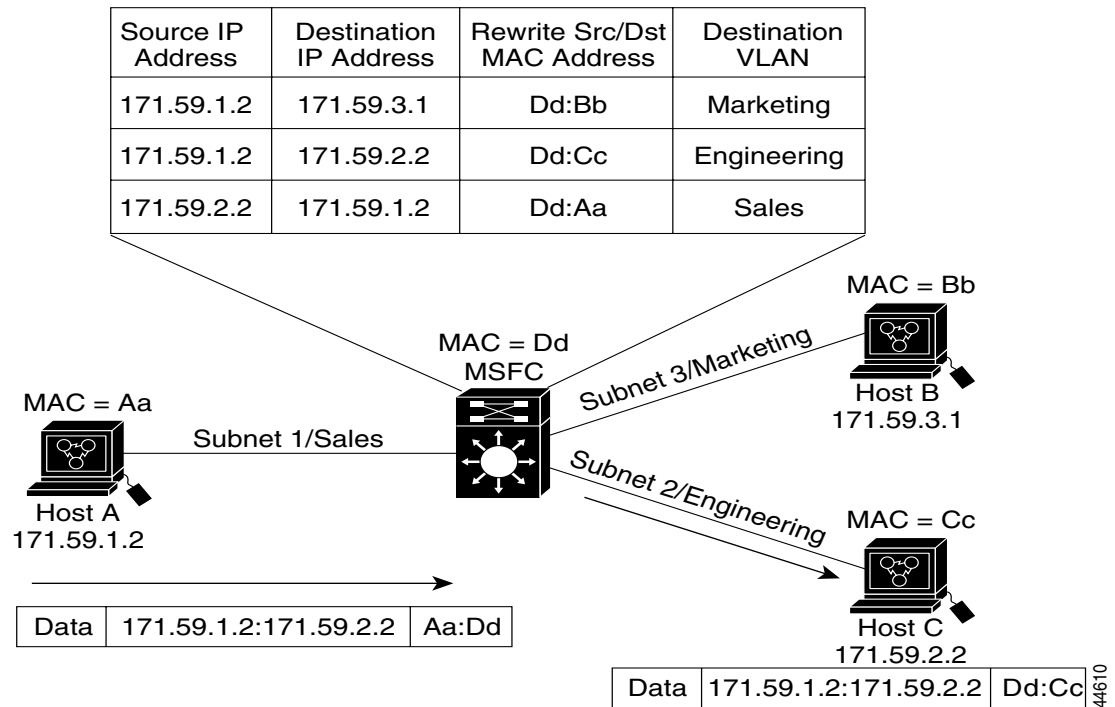 Source IP Address
Destination IP Address
Rewrite Src/Dst MAC Address
Destination VLAN
171.59.1.2
171.59.3.1
Dd:Bb
Marketing
171.59.1.2
171.59.2.2
Dd:Cc
Engineering
171.59.2.2
171.59.1.2
Dd:Aa
Sales
MAC = Bb
MAC = Dd
MSFC
Subnet 3/Marketing
Host B
171.59.3.1
MAC = Aa
Subnet 1/Sales
Subnet 2/Engineering
Host A
171.59.1.2
MAC = Cc
Data
171.59.1.2:171.59.2.2
Aa:Dd
Host C
171.59.2.2
Data
171.59.1.2:171.59.2.2
Dd:Cc
44610